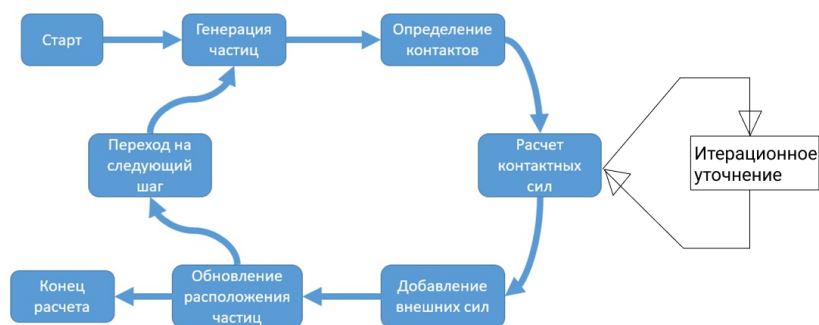 Старт
Генерация
частиц
Определение
контактов
Переход на
следующий
шаг
Расчет
контактных
сил
Итерационное
уточнение
Конец
расчета
Обновление
расположения
частиц
Добавление
внешних сил